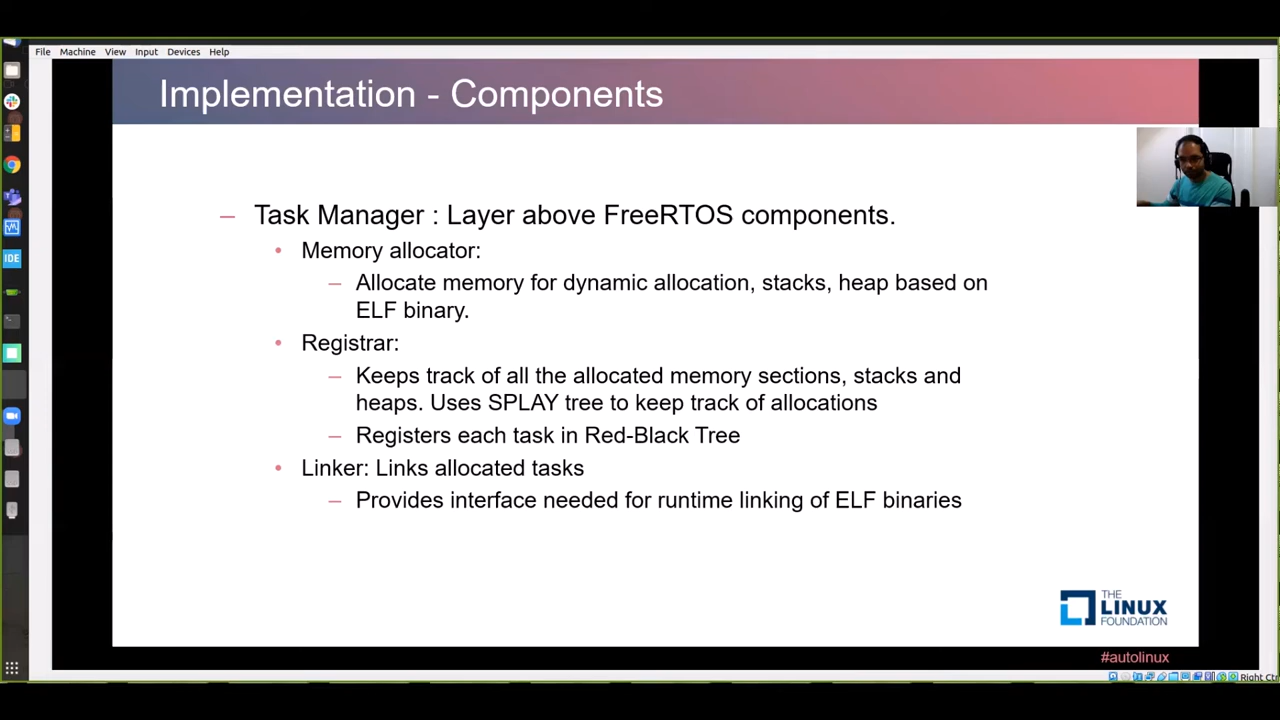 File Machine View Input Devices Help
Implementation - Components
– Task Manager : Layer above FreeRTOS components.
• Memory allocator:
– Allocate memory for dynamic allocation, stacks, heap based on
ELF binary.
• Registrar:
– Keeps track of all the allocated memory sections, stacks and
heaps. Uses SPLAY tree to keep track of allocations
– Registers each task in Red-Black Tree
• Linker: Links allocated tasks
– Provides interface needed for runtime linking of ELF binaries
IDE
THE
LINUX
FOUNDATION
#autolinux
Right Ctr